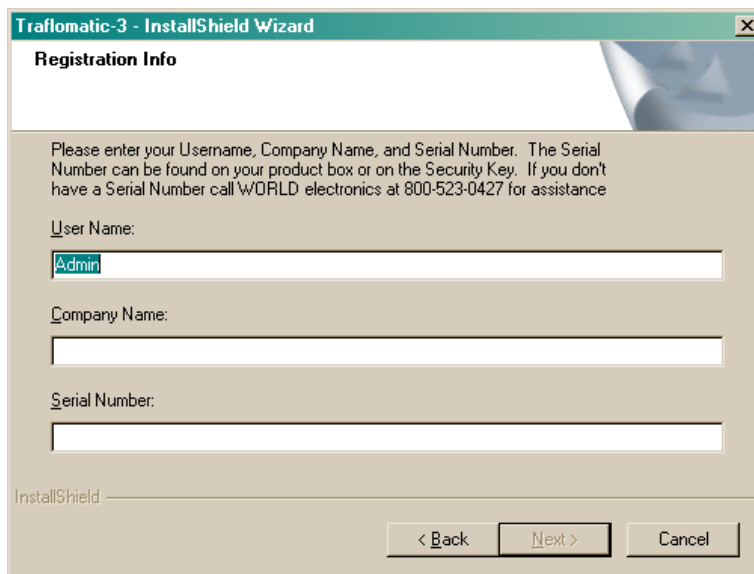 Traflomatic-3 - InstallShield Wizard
Registration Info
Please enter your Username, Company Name, and Serial Number. The Serial
Number can be found on your product box or on the Security Key. If you don't
have a Serial Number call WORLD electronics at 800-523-0427 for assistance
User Name:
Admin
Company Name:
Serial Number:
InstallShield
< Back Next > Cancel